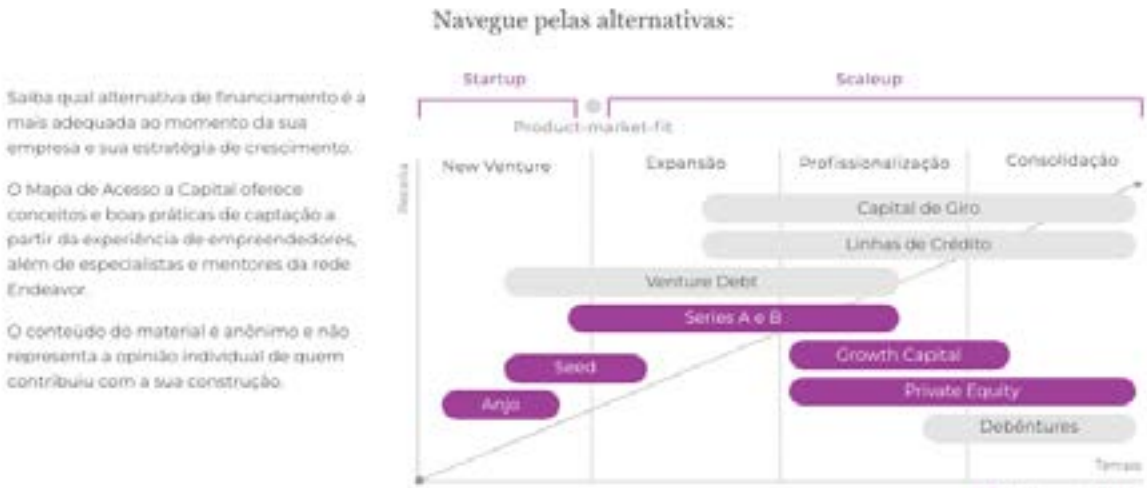 Navegue pelas alternativas:
Saiba qual alternativa de financiamento é a
mais adequada ao momento da sua
empresa e sua estratégia de crescimento.
O Mapa de Acesso a Capital oferece
conceitos e boas práticas de captação a
partir da experiência de empreendedores,
além de especialistas e mentores da rede
Endeavor.
O conteúdo do material é anônimo e não
representa a opinião individual de quem
contribuiu com a sua construção.
Startup
Scaleup
Product-market-fit
Receita
New Venture
Expansão
Profissionalização
Consolidação
Capital de Giro
Linhas de Crédito
Venture Debt
Series A e B
Growth Capital
Seed
Private Equity
Anjo
Debêntures
Tempo